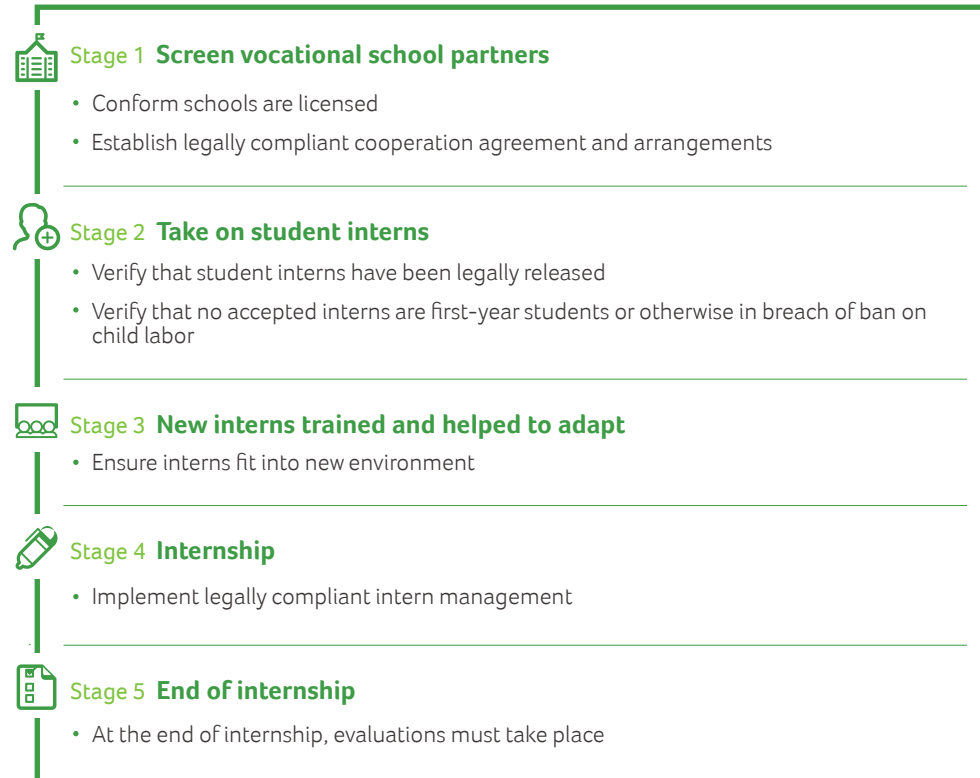 Stage 1 Screen vocational school partners
• Conform schools are licensed
• Establish legally compliant cooperation agreement and arrangements
Stage 2 Take on student interns
• Verify that student interns have been legally released
• Verify that no accepted interns are first-year students or otherwise in breach of ban on
child labor
Stage 3 New interns trained and helped to adapt
• Ensure interns fit into new environment
Stage 4 Internship
• Implement legally compliant intern management
Stage 5 End of internship
• At the end of internship, evaluations must take place